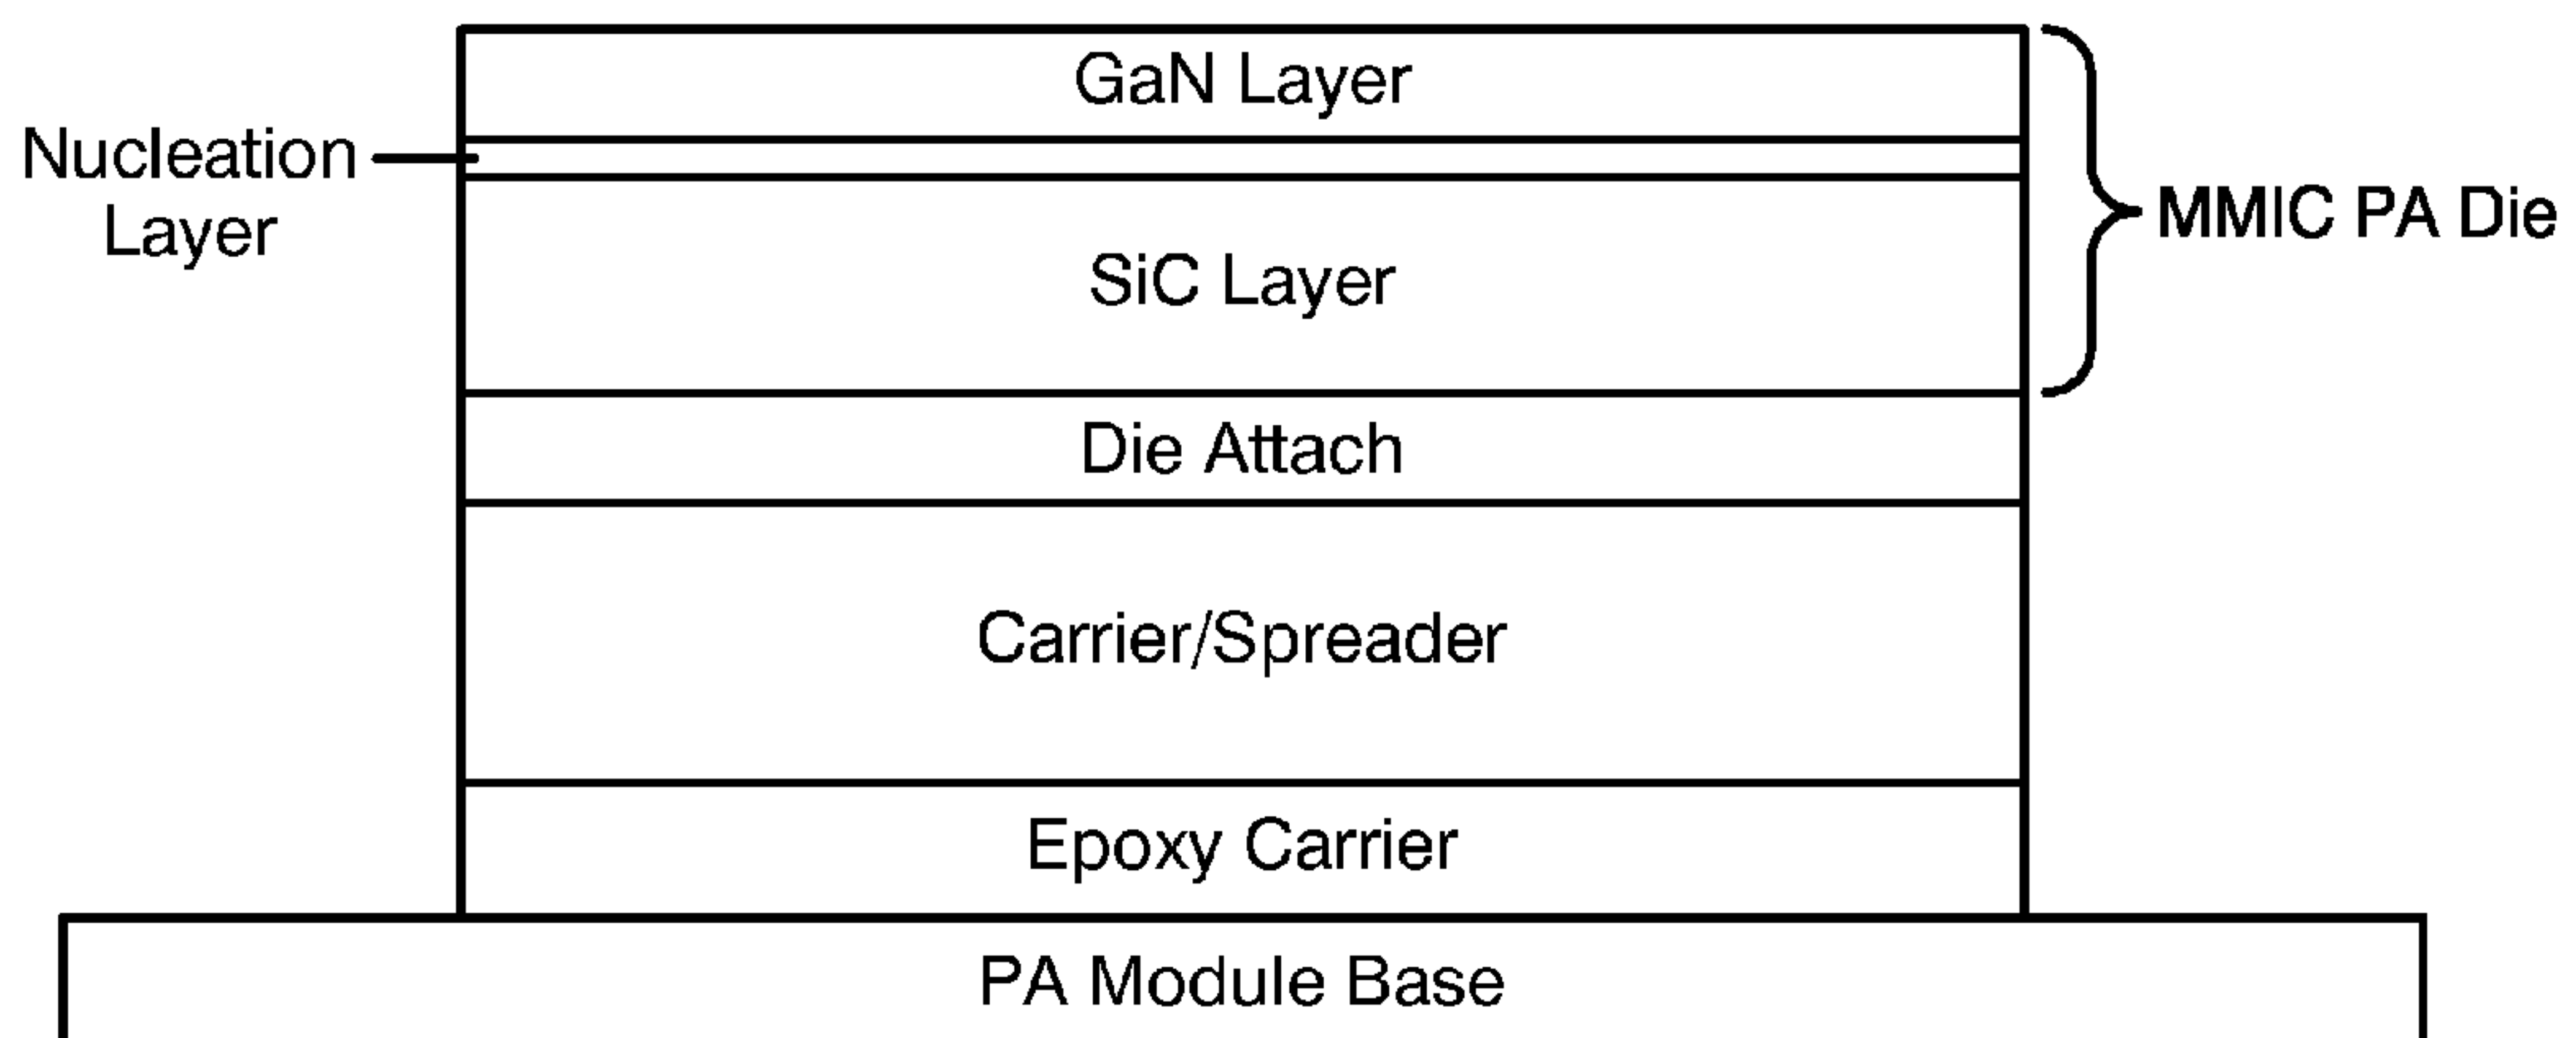 GaN Layer
Nucleation
Layer
MMIC PA Die
SiC Layer
Die Attach
Carrier/Spreader
Epoxy Carrier
PA Module Base